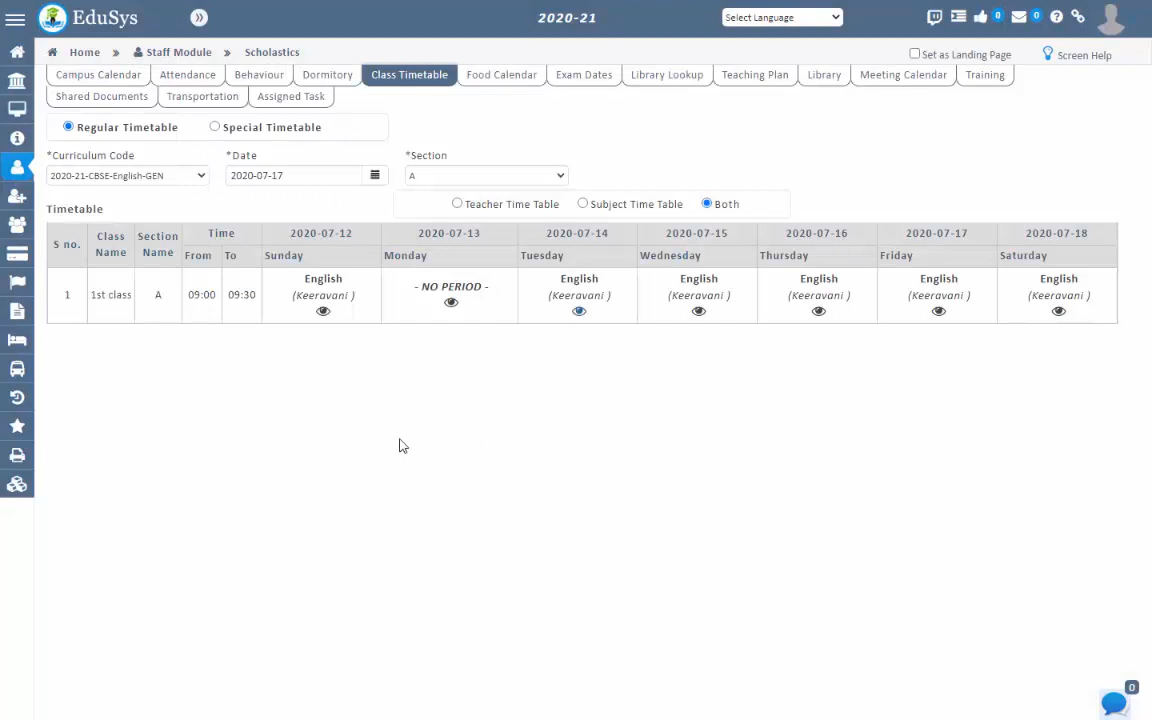 EduSys 2020-21 Select Language 0 0
Home » Staff Module » Scholastics Set as Landing Page Screen Help
Campus Calendar Attendance Behaviour Dormitory Class Timetable Food Calendar Exam Dates Library Lookup Teaching Plan Library Meeting Calendar Training
Shared Documents Transportation Assigned Task
Regular Timetable Special Timetable
*Curriculum Code *Date *Section
2020-21-CBSE-English-GEN 2020-07-17 A
Teacher Time Table Subject Time Table Both
Timetable
S no. Class Name Section Name Time 2020-07-12 2020-07-13 2020-07-14 2020-07-15 2020-07-16 2020-07-17 2020-07-18
From To Sunday Monday Tuesday Wednesday Thursday Friday Saturday
English - NO PERIOD - English English English English English
1 1st class A 09:00 09:30 (Keeravani ) (Keeravani ) (Keeravani ) (Keeravani ) (Keeravani ) (Keeravani )
0